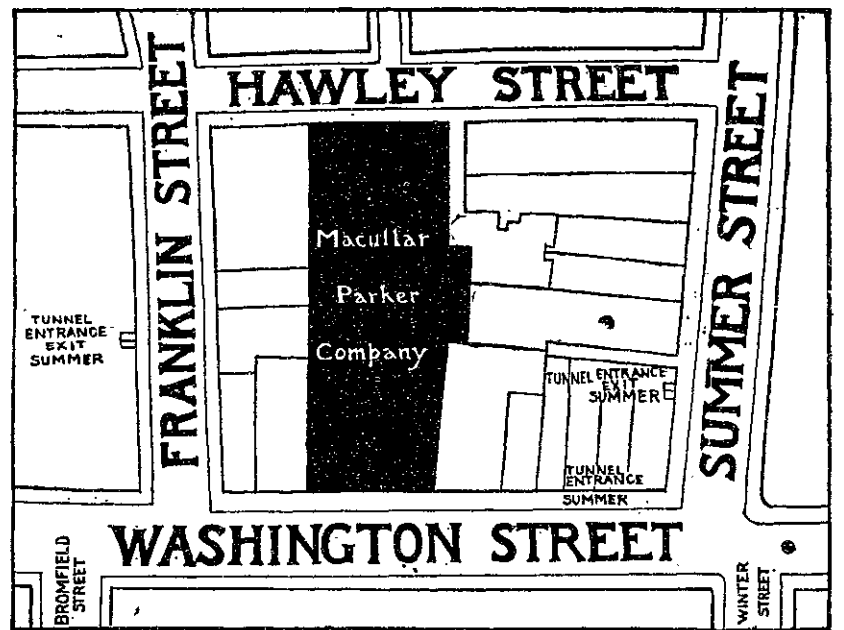 HAWLEY STREET
FRANKLIN STREET
SUMMER STREET
Macullar
Parker
Company
TUNNEL
ENTRANCE
EXIT
SUMMER
TUNNEL ENTRANCE
EXIT
SUMMER
TUNNEL
ENTRANCE
SUMMER
WASHINGTON STREET
BROMFIELD
STREET
WINTER
STREET